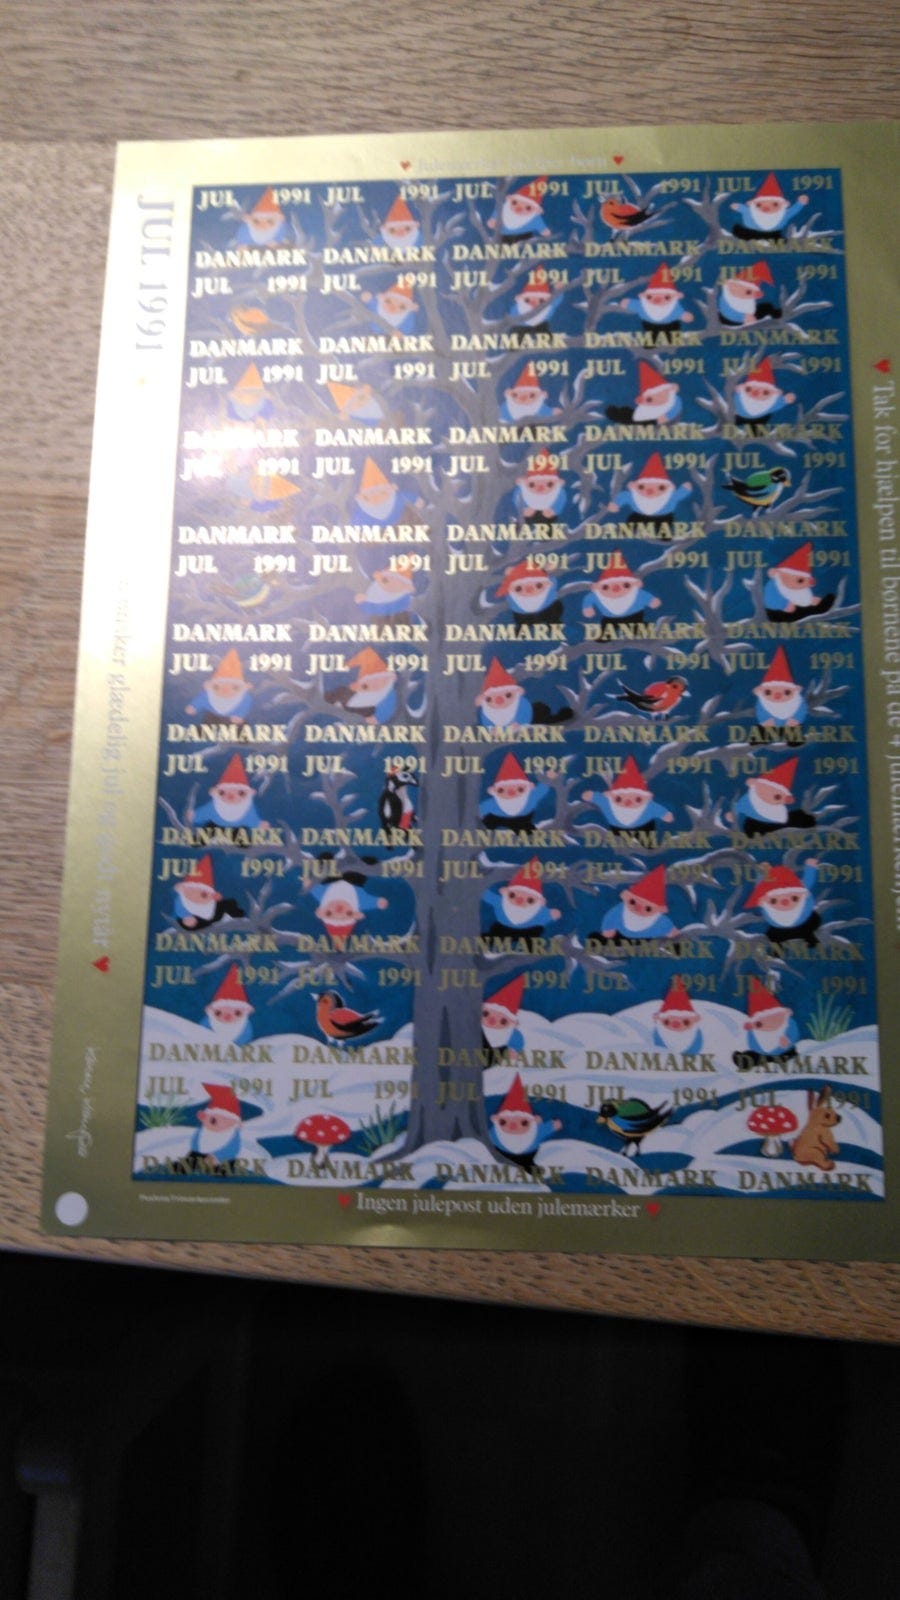 Julemærket børn
JUL 1991
JUL 1991 JUL 1991 JUL 1991 JUL 1991 JUL 1991
DANMARK DANMARK DANMARK DANMARK DANMARK
JUL 1991 JUL 1991 JUL 1991 JUL 1991 JUL 1991
DANMARK DANMARK DANMARK DANMARK DANMARK
JUL 1991 JUL 1991 JUL 1991 JUL 1991 JUL 1991
DANMARK DANMARK DANMARK DANMARK DANMARK
JUL 1991 JUL 1991 JUL 1991 JUL 1991 JUL 1991
DANMARK DANMARK DANMARK DANMARK DANMARK
JUL 1991 JUL 1991 JUL 1991 JUL 1991 JUL 1991
DANMARK DANMARK DANMARK DANMARK DANMARK
JUL 1991 JUL 1991 JUL 1991 JUL 1991 JUL 1991
DANMARK DANMARK DANMARK DANMARK DANMARK
JUL 1991 JUL 1991 JUL 1991 JUL 1991 JUL 1991
DANMARK DANMARK DANMARK DANMARK DANMARK
JUL 1991 JUL 1991 JUL 1991 JUL 1991 JUL 1991
DANMARK DANMARK DANMARK DANMARK DANMARK
JUL 1991 JUL 1991 JUL 1991 JUL 1991 JUL 1991
DANMARK DANMARK DANMARK DANMARK DANMARK
JUL 1991 JUL 1991 JUL 1991 JUL 1991 JUL 1991
DANMARK DANMARK DANMARK DANMARK DANMARK
ønsker glædelig jul og godt nytår
Tak for hjælpen til børnene på de 4
Ingen julepost uden julemærker